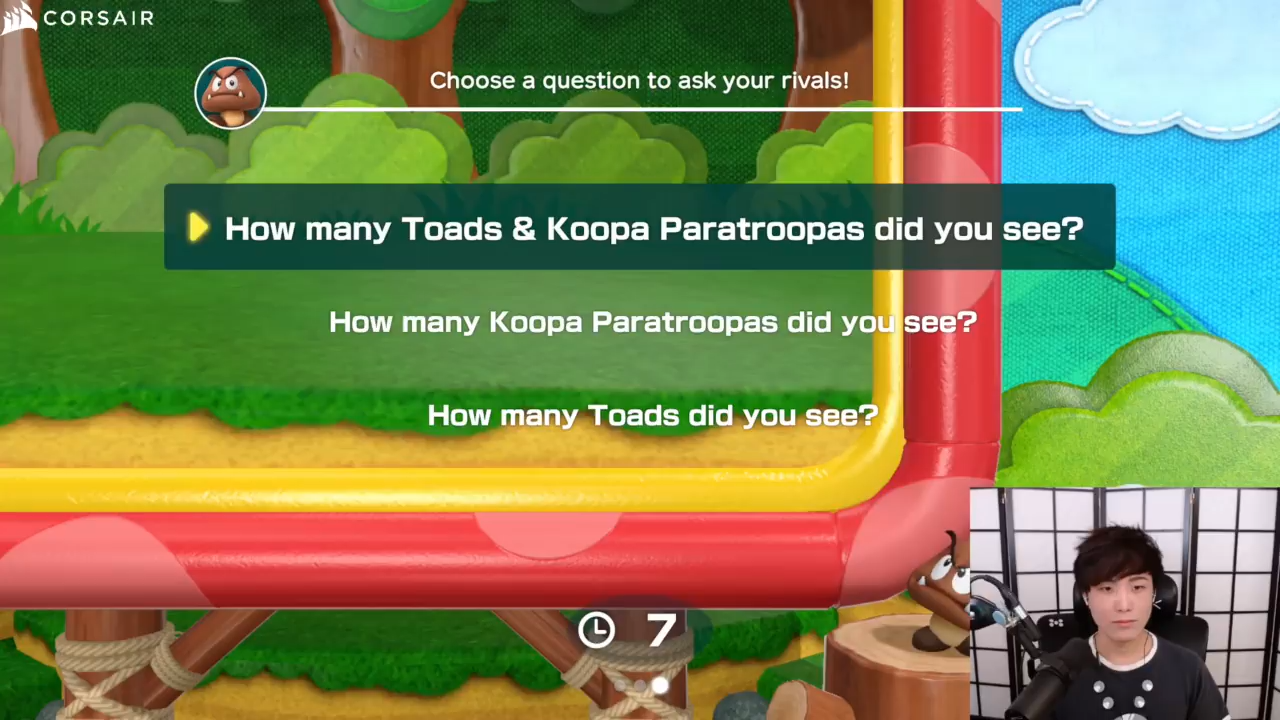 CORSAIR
Choose a question to ask your rivals!
How many Toads & Koopa Paratroopas did you see?
How many Koopa Paratroopas did you see?
How many Toads did you see?
7